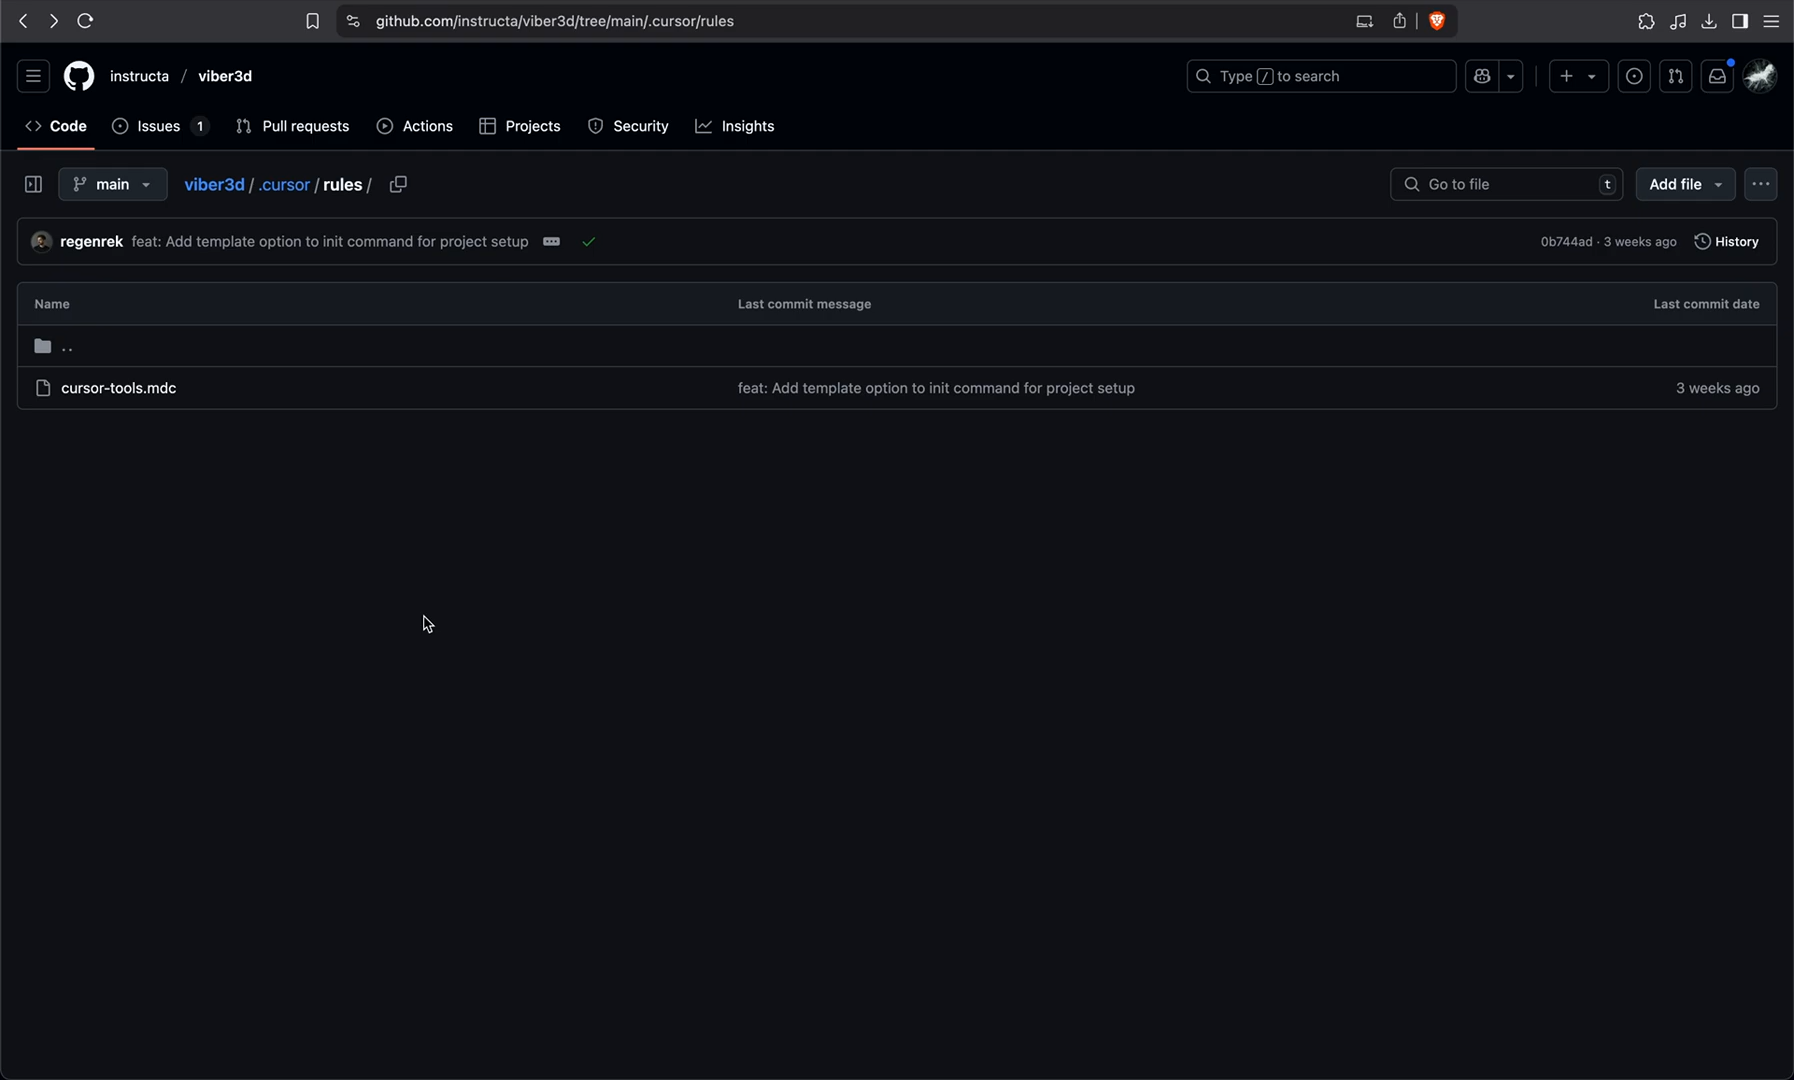 github.com/instructa/viber3d/tree/main/.cursor/rules
instructa / viber3d
Type / to search
Code
Issues 1
Pull requests
Actions
Projects
Security
Insights
main
viber3d / .cursor / rules /
Go to file t
Add file
regenrek feat: Add template option to init command for project setup
0b744ad · 3 weeks ago
History
Name Last commit message Last commit date
..
cursor-tools.mdc feat: Add template option to init command for project setup 3 weeks ago